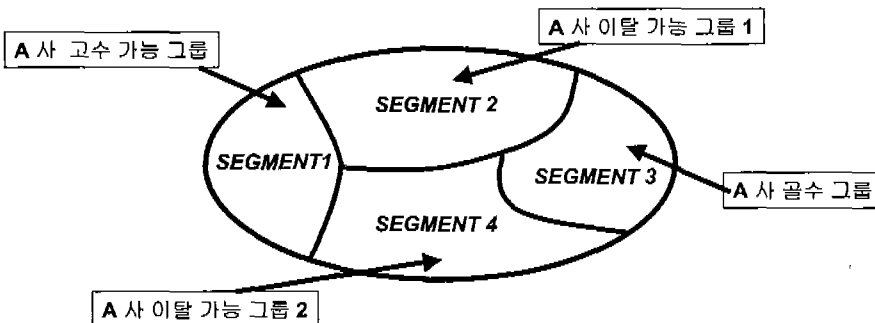 A 사 이탈 가능 그룹 1
A 사 고수 가능 그룹
SEGMENT 2
SEGMENT1
SEGMENT 3
A 사 골수 그룹
SEGMENT 4
A 사 이탈 가능 그룹 2